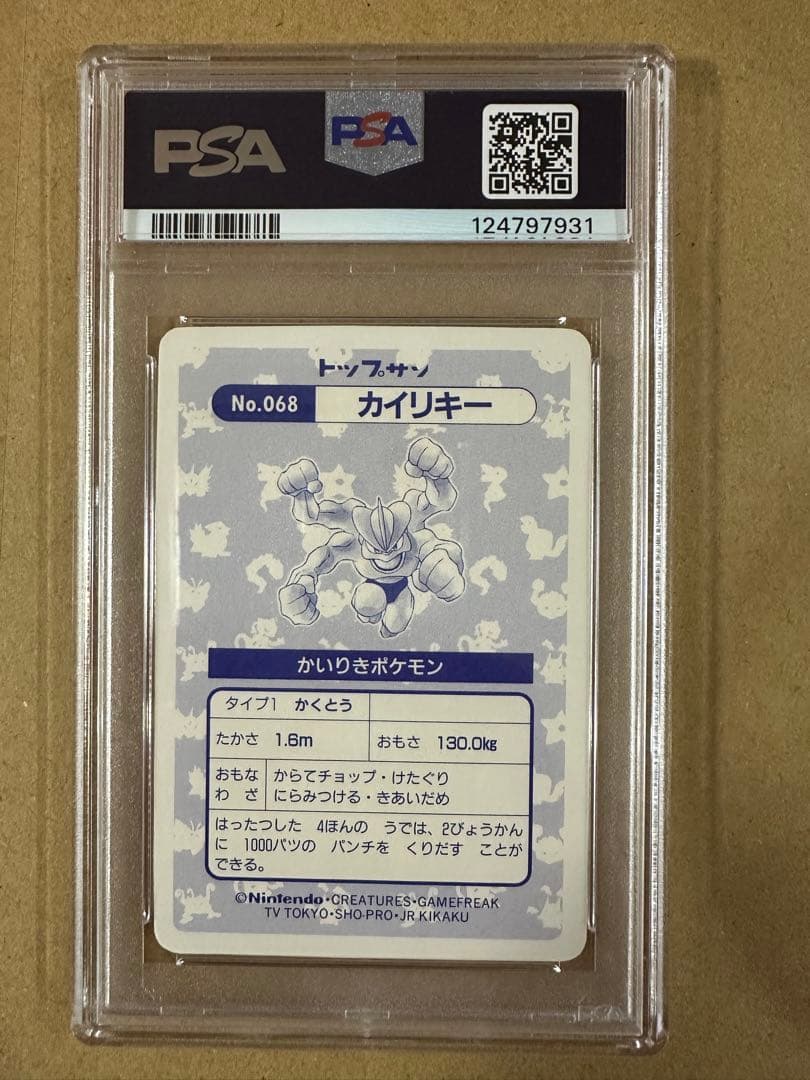 PSA
PSA
124797931
トップサン
No.068 カイリキー
かいりきポケモン
タイプ1 かくとう
たかさ 1.6m おもさ 130.0kg
おもな からてチョップ・けたぐり
わ ざ にらみつける・きあいだめ
はったつした 4ほんの うでは、2びょうかん
に 1000パツの パンチを くりだす ことが
できる。
©Nintendo・CREATURES・GAMEFREAK
TV TOKYO・SHO-PRO・JR KIKAKU